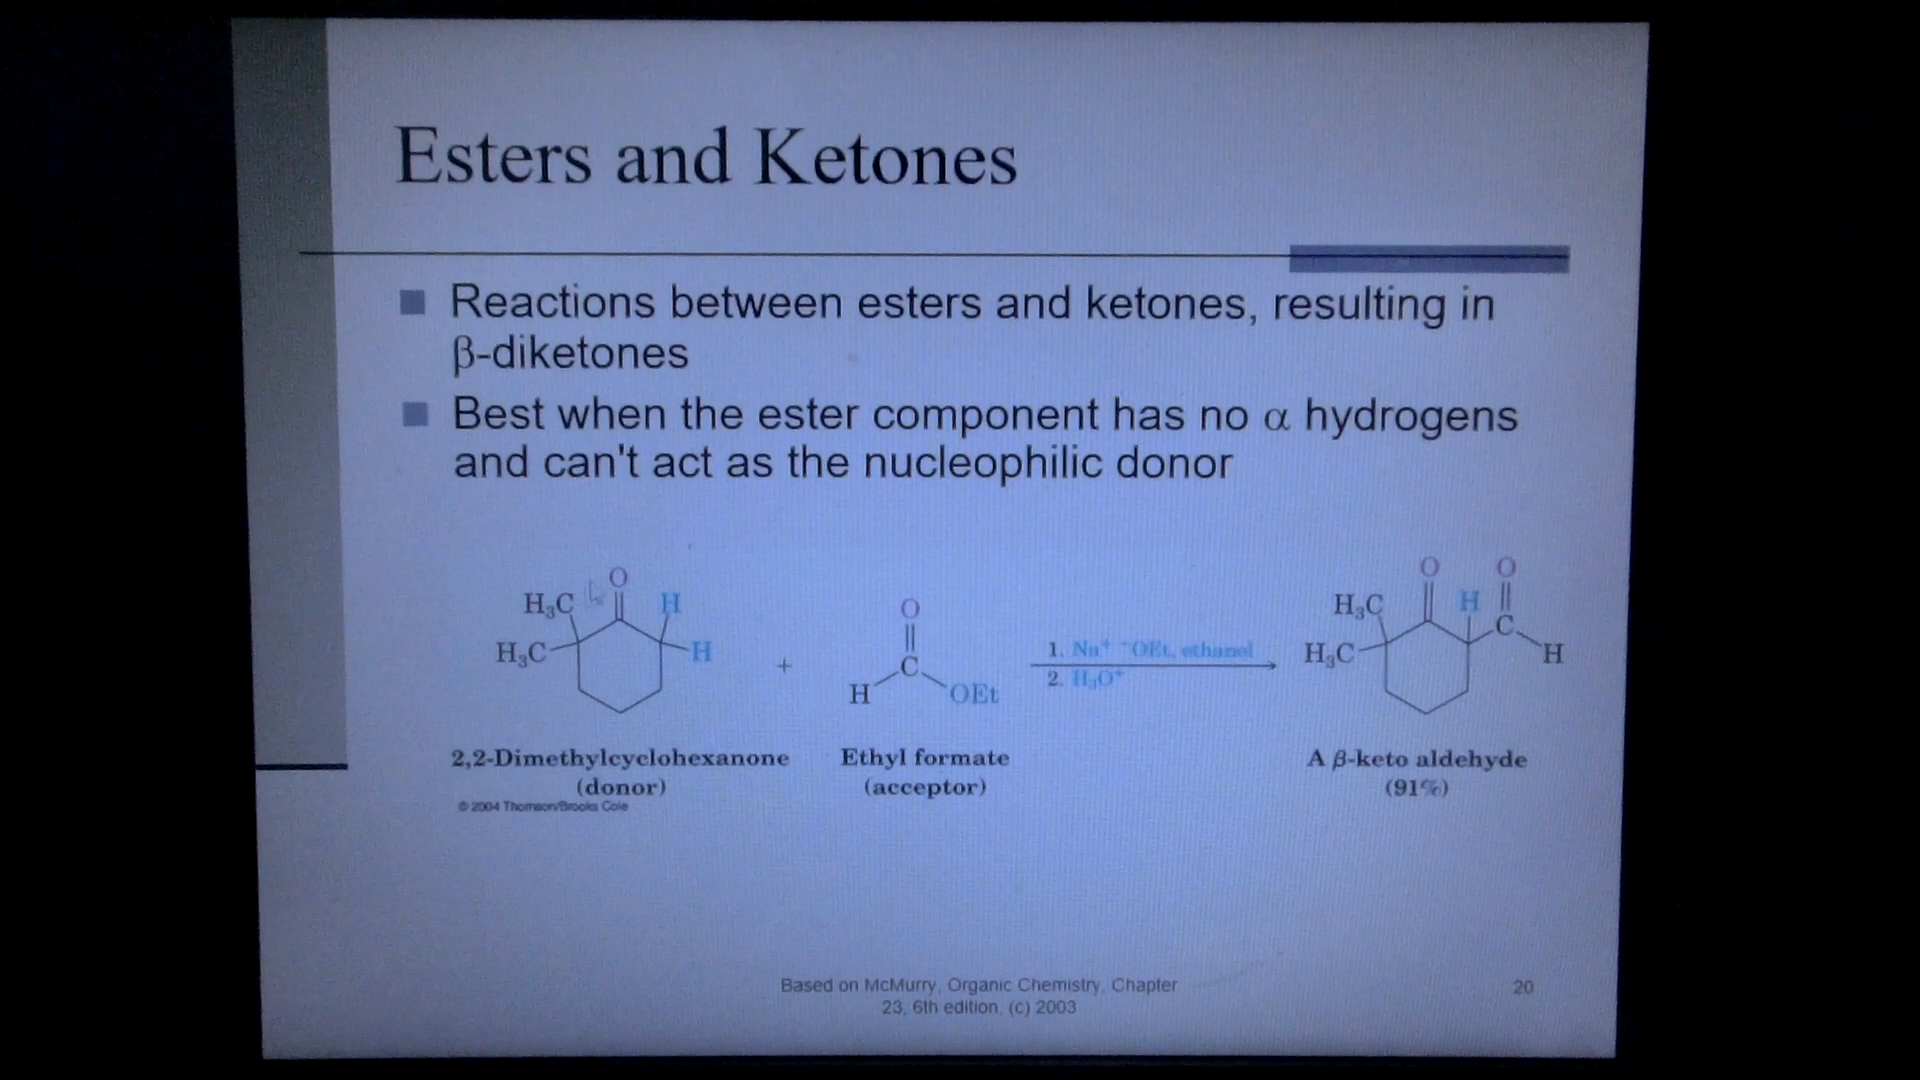 Esters and Ketones
Reactions between esters and ketones, resulting in
β-diketones
Best when the ester component has no α hydrogens
and can't act as the nucleophilic donor
H₃C
O
H
H₃C
H
+
O
C
H
OEt
1. Na⁺ ⁻OEt, ethanol
2. H₃O⁺
O
O
H₃C
H
C
H₃C
H
2,2-Dimethylcyclohexanone
(donor)
Ethyl formate
(acceptor)
A β-keto aldehyde
(91%)
© 2004 Thomson/Brooks Cole
Based on McMurry, Organic Chemistry, Chapter
23, 6th edition, (c) 2003
20